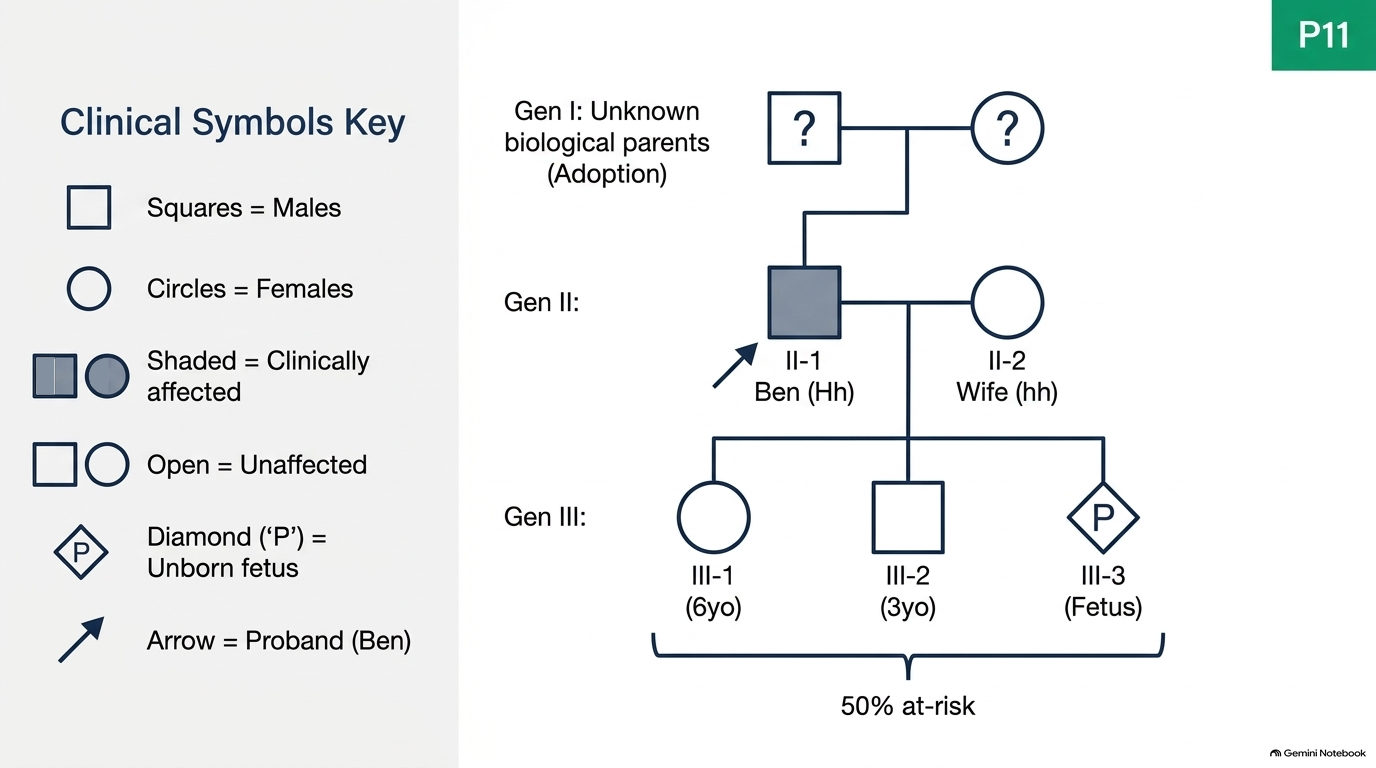 P11
Clinical Symbols Key
Squares = Males
Circles = Females
Shaded = Clinically
affected
Open = Unaffected
P
Diamond (‘P’) =
Unborn fetus
Arrow = Proband (Ben)
Gen I: Unknown
biological parents
(Adoption)
?
?
Gen II:
II-1
Ben (Hh)
II-2
Wife (hh)
Gen III:
P
III-1
(6yo)
III-2
(3yo)
III-3
(Fetus)
50% at-risk
Gemini Notebook